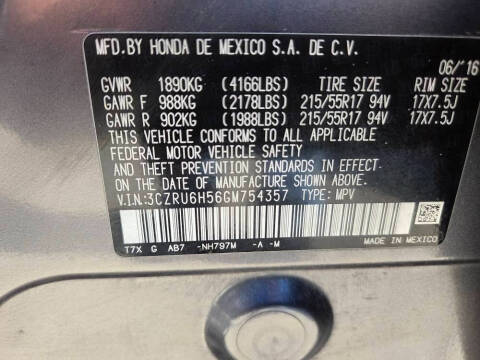 MFD.BY HONDA DE MEXICO S.A. DE C.V.
06/'16
GVWR 1890KG (4166LBS) TIRE SIZE RIM SIZE
GAWR F 988KG (2178LBS) 215/55R17 94V 17X7.5J
GAWR R 902KG (1988LBS) 215/55R17 94V 17X7.5J
THIS VEHICLE CONFORMS TO ALL APPLICABLE
FEDERAL MOTOR VEHICLE SAFETY
AND THEFT PREVENTION STANDARDS IN EFFECT
ON THE DATE OF MANUFACTURE SHOWN ABOVE.
V.I.N:3CZRU6H56GM754357 TYPE: MPV
T7X G AB7 -NH797M -A -M
MADE IN MEXICO